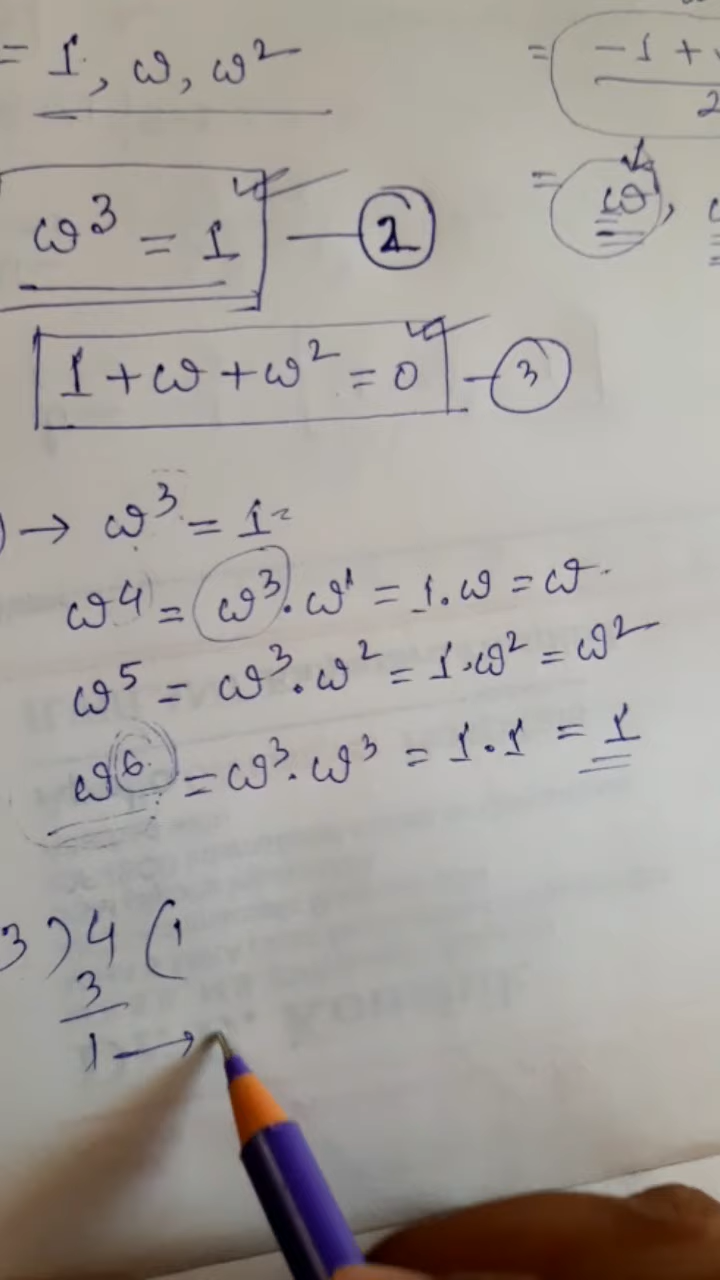 = 1, ω, ω²
= -1 +
2
= ω,
ω³ = 1 — 2
1 + ω + ω² = 0 — 3
) → ω³ = 1
ω4 = ω³. ω¹ = 1. ω = ω.
ω5 = ω³. ω² = 1.ω² = ω²
ω6 = ω³. ω³ = 1.1 = 1
3 ) 4 ( 1
3
1 →